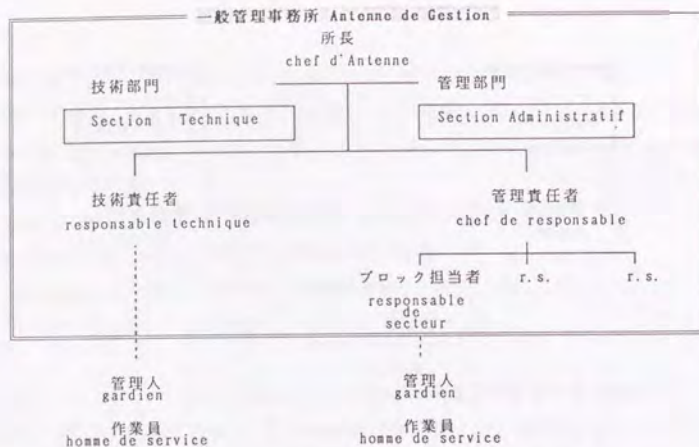 一般管理事務所 Antenne de Gestion
所長
chef d'Antenne
技術部門
管理部門
Section Technique
Section Administratif
技術責任者
responsable technique
管理責任者
chef de responsable
ブロック担当者 r.s. r.s.
responsable
de
secteur
管理人
gardien
管理人
gardien
作業員
homme de service
作業員
homme de service